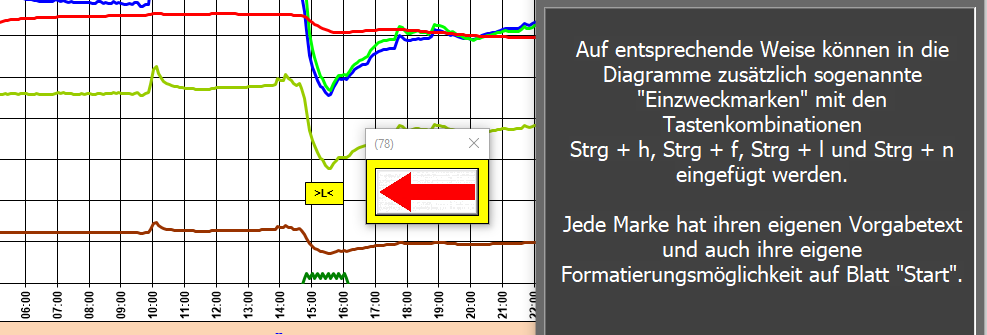 (78)
>L<
06:00
07:00
08:00
09:00
10:00
11:00
12:00
13:00
14:00
15:00
16:00
17:00
18:00
19:00
20:00
21:00
Auf entsprechende Weise können in die
Diagramme zusätzlich sogenannte
"Einzweckmarken" mit den
Tastenkombinationen
Strg + h, Strg + f, Strg + l und Strg + n
eingefügt werden.
Jede Marke hat ihren eigenen Vorgabetext
und auch ihre eigene
Formatierungsmöglichkeit auf Blatt "Start".